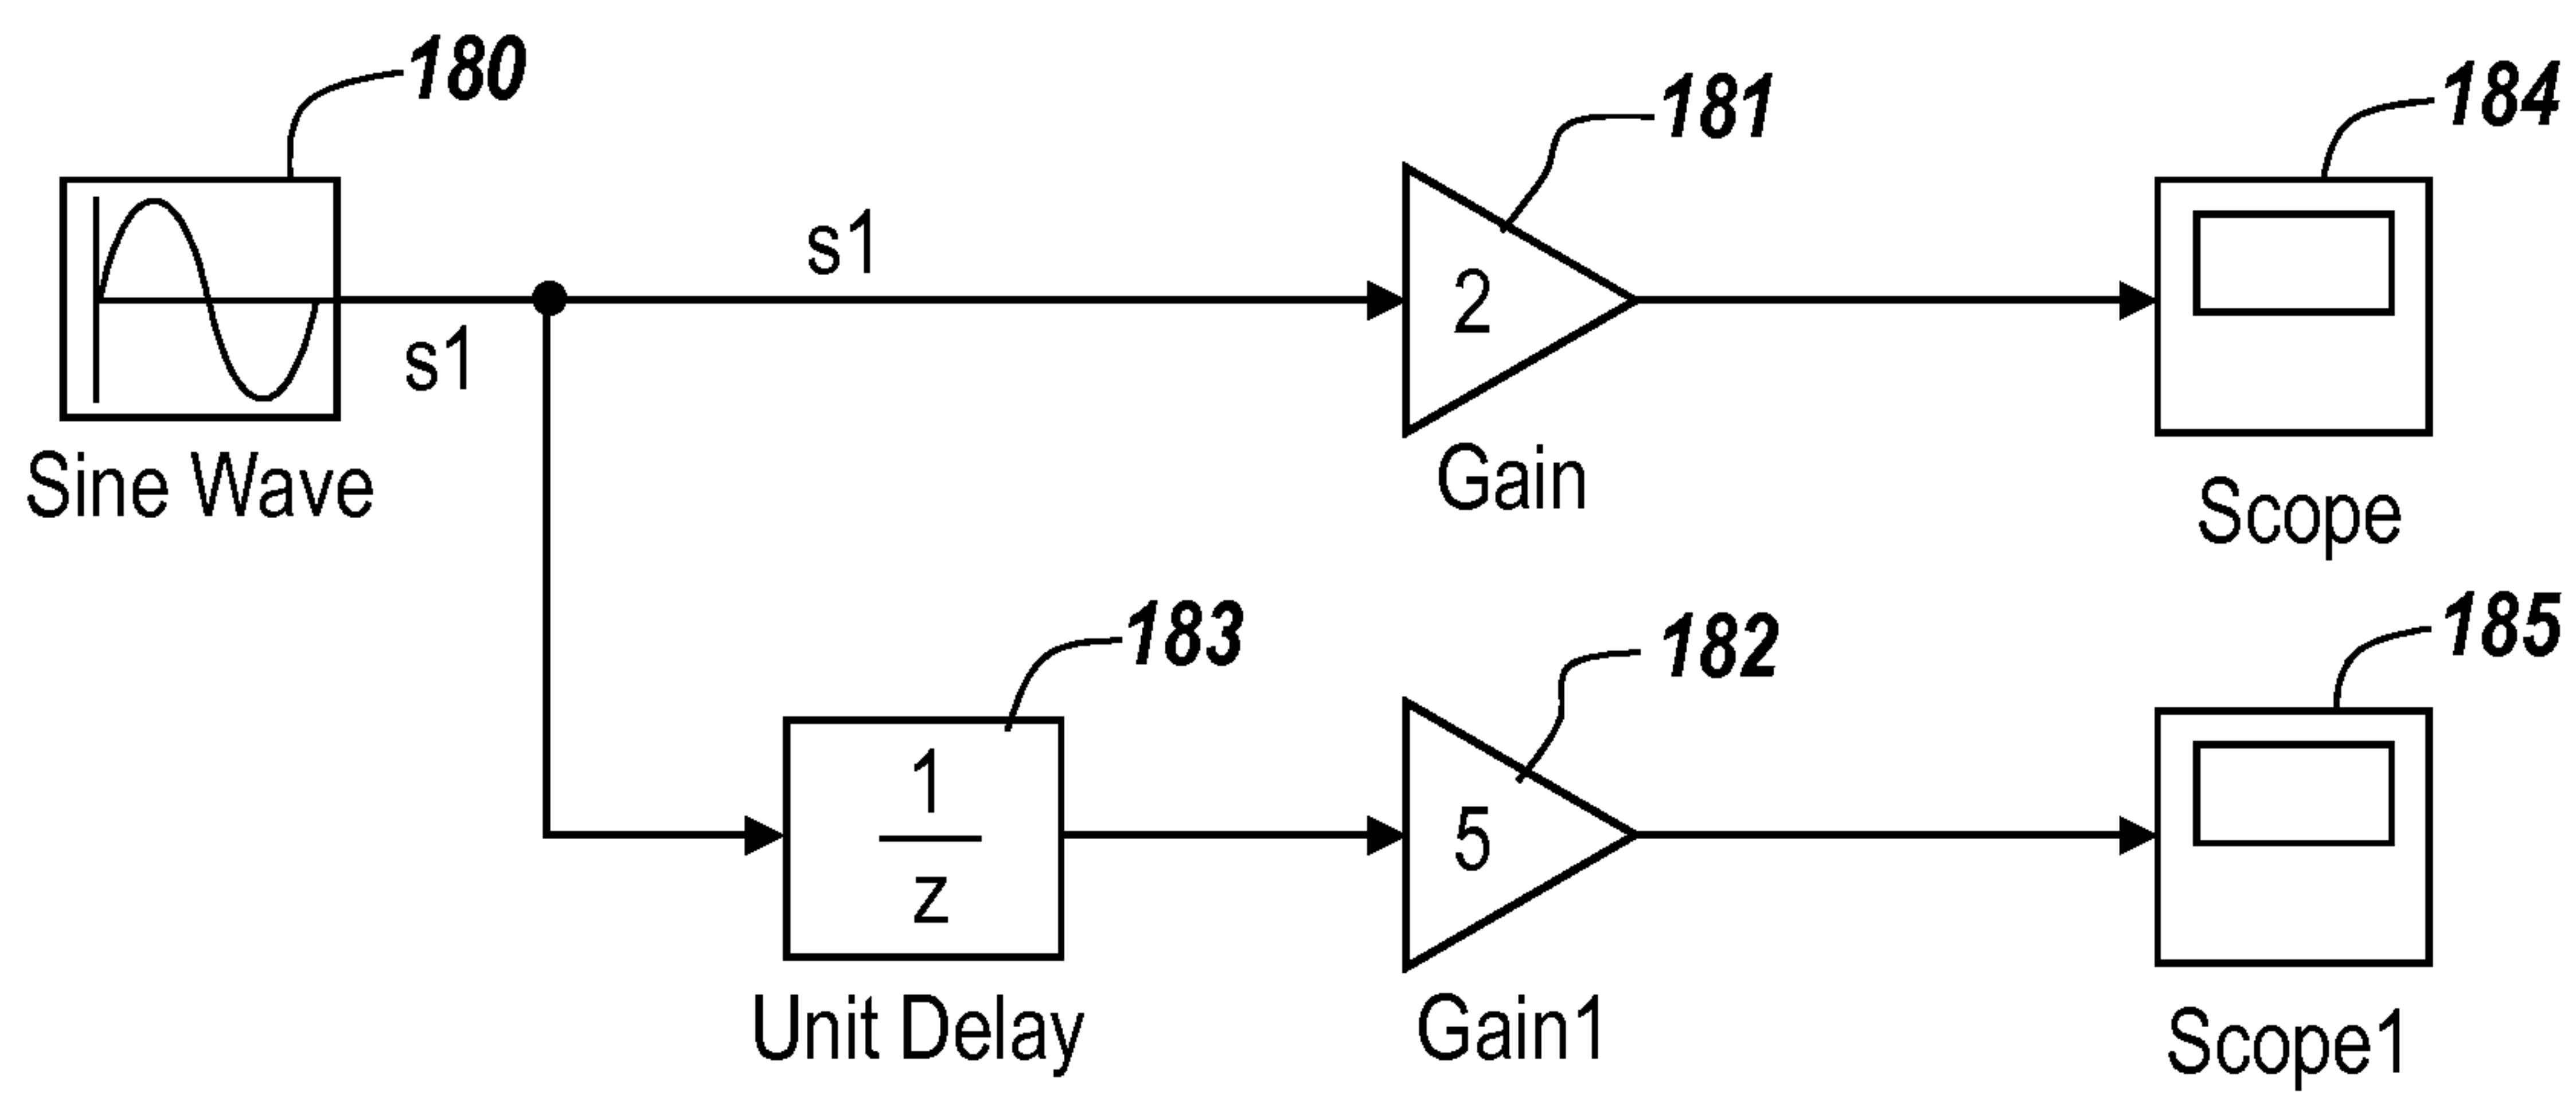 180
181
184
s1
s1
2
Sine Wave
Gain
Scope
183
182
185
1
z
5
Unit Delay
Gain1
Scope1